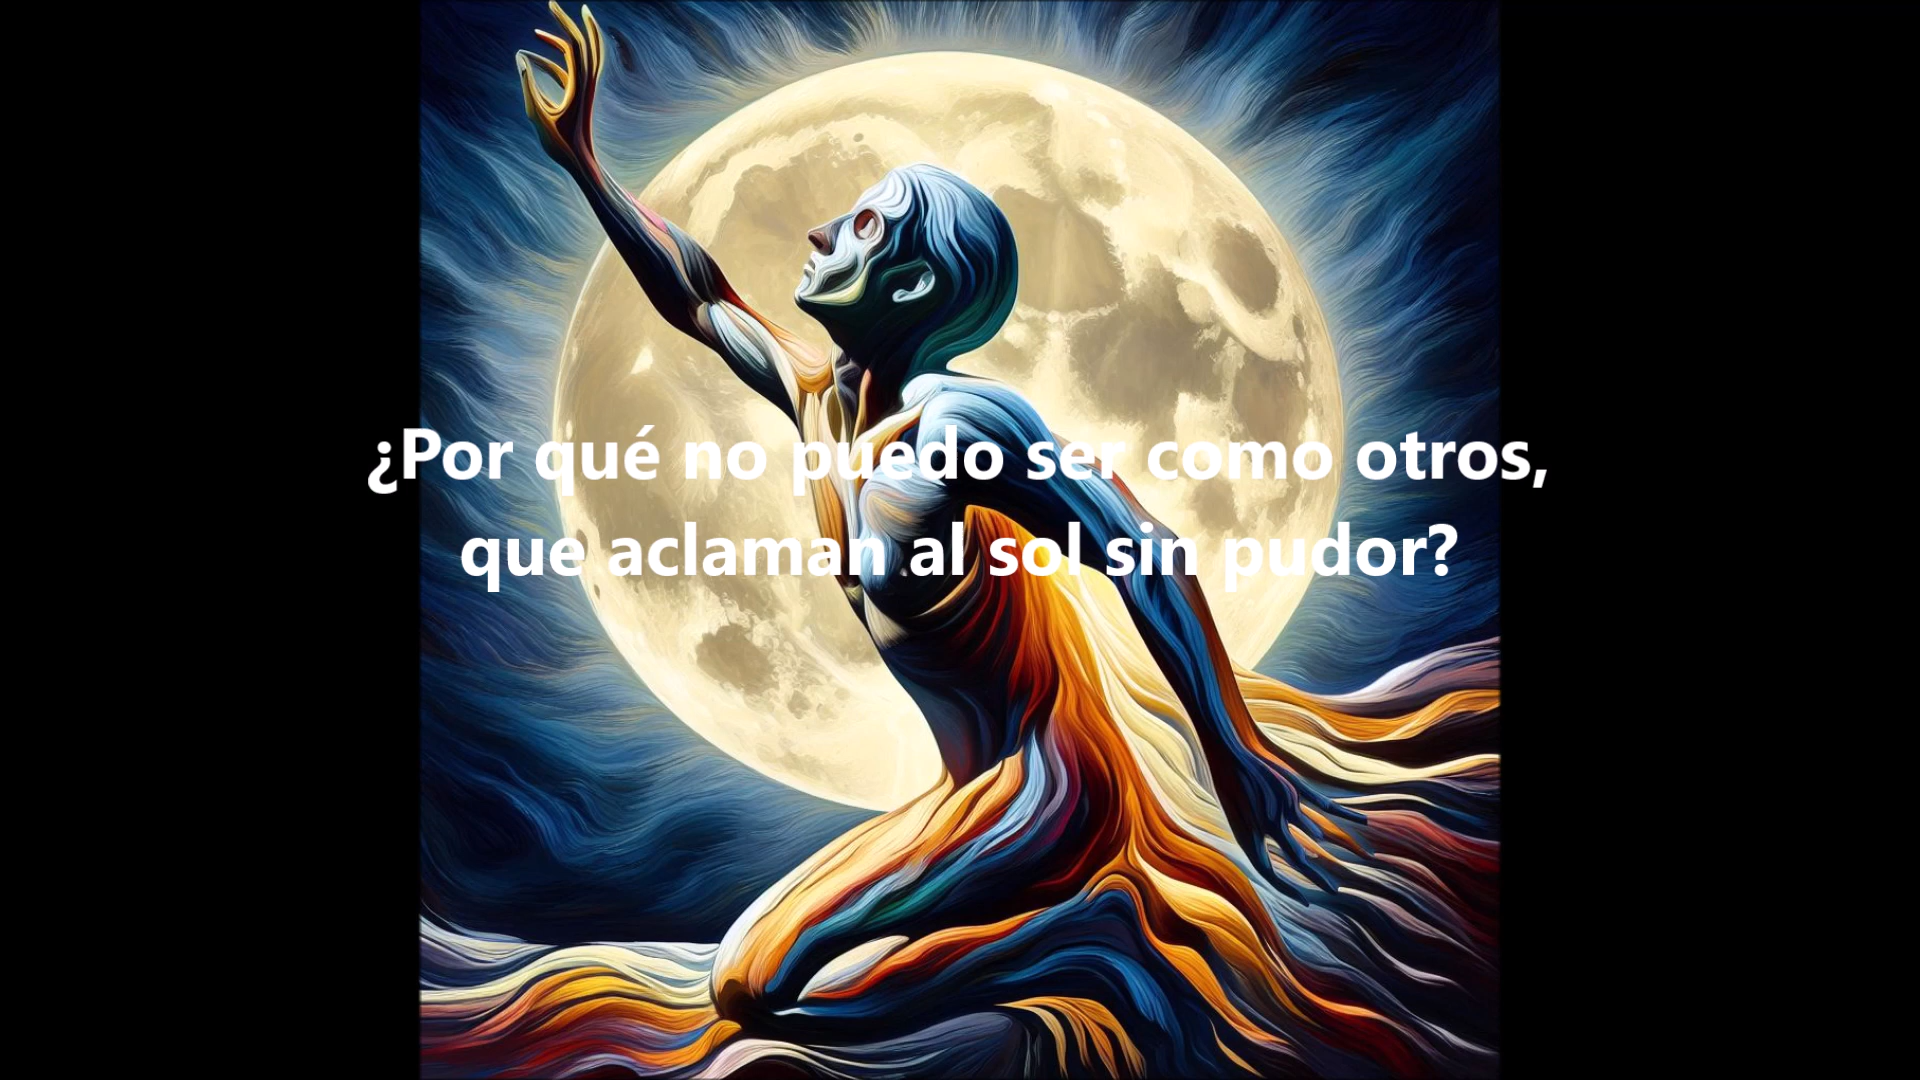 ¿Por qué no puedo ser como otros,
que aclaman al sol sin pudor?